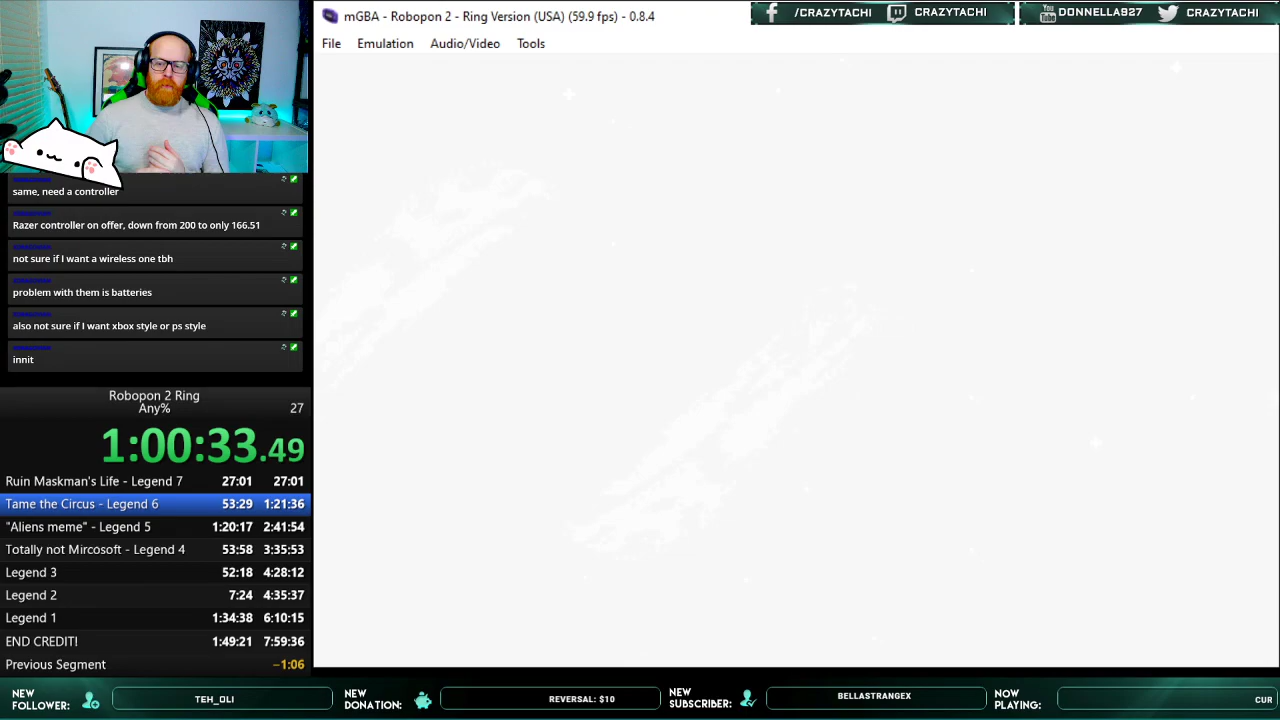 mGBA - Robopon 2 - Ring Version (USA) (59.9 fps) - 0.8.4
/CRAZYTACHI
CRAZYTACHI
You Tube
DONNELLAB27
CRAZYTACHI
File
Emulation
Audio/Video
Tools
same, need a controller
Razer controller on offer, down from 200 to only 166.51
not sure if I want a wireless one tbh
problem with them is batteries
also not sure if I want xbox style or ps style
innit
Robopon 2 Ring
Any%
27
1:00:33.49
Ruin Maskman's Life - Legend 7 27:01 27:01
Tame the Circus - Legend 6 53:29 1:21:36
"Aliens meme" - Legend 5 1:20:17 2:41:54
Totally not Mircosoft - Legend 4 53:58 3:35:53
Legend 3 52:18 4:28:12
Legend 2 7:24 4:35:37
Legend 1 1:34:38 6:10:15
END CREDIT! 1:49:21 7:59:36
Previous Segment −1:06
NEW FOLLOWER:
TEH_OLI
NEW DONATION:
REVERSAL: $10
NEW SUBSCRIBER:
BELLASTRANGEX
NOW PLAYING:
CUR